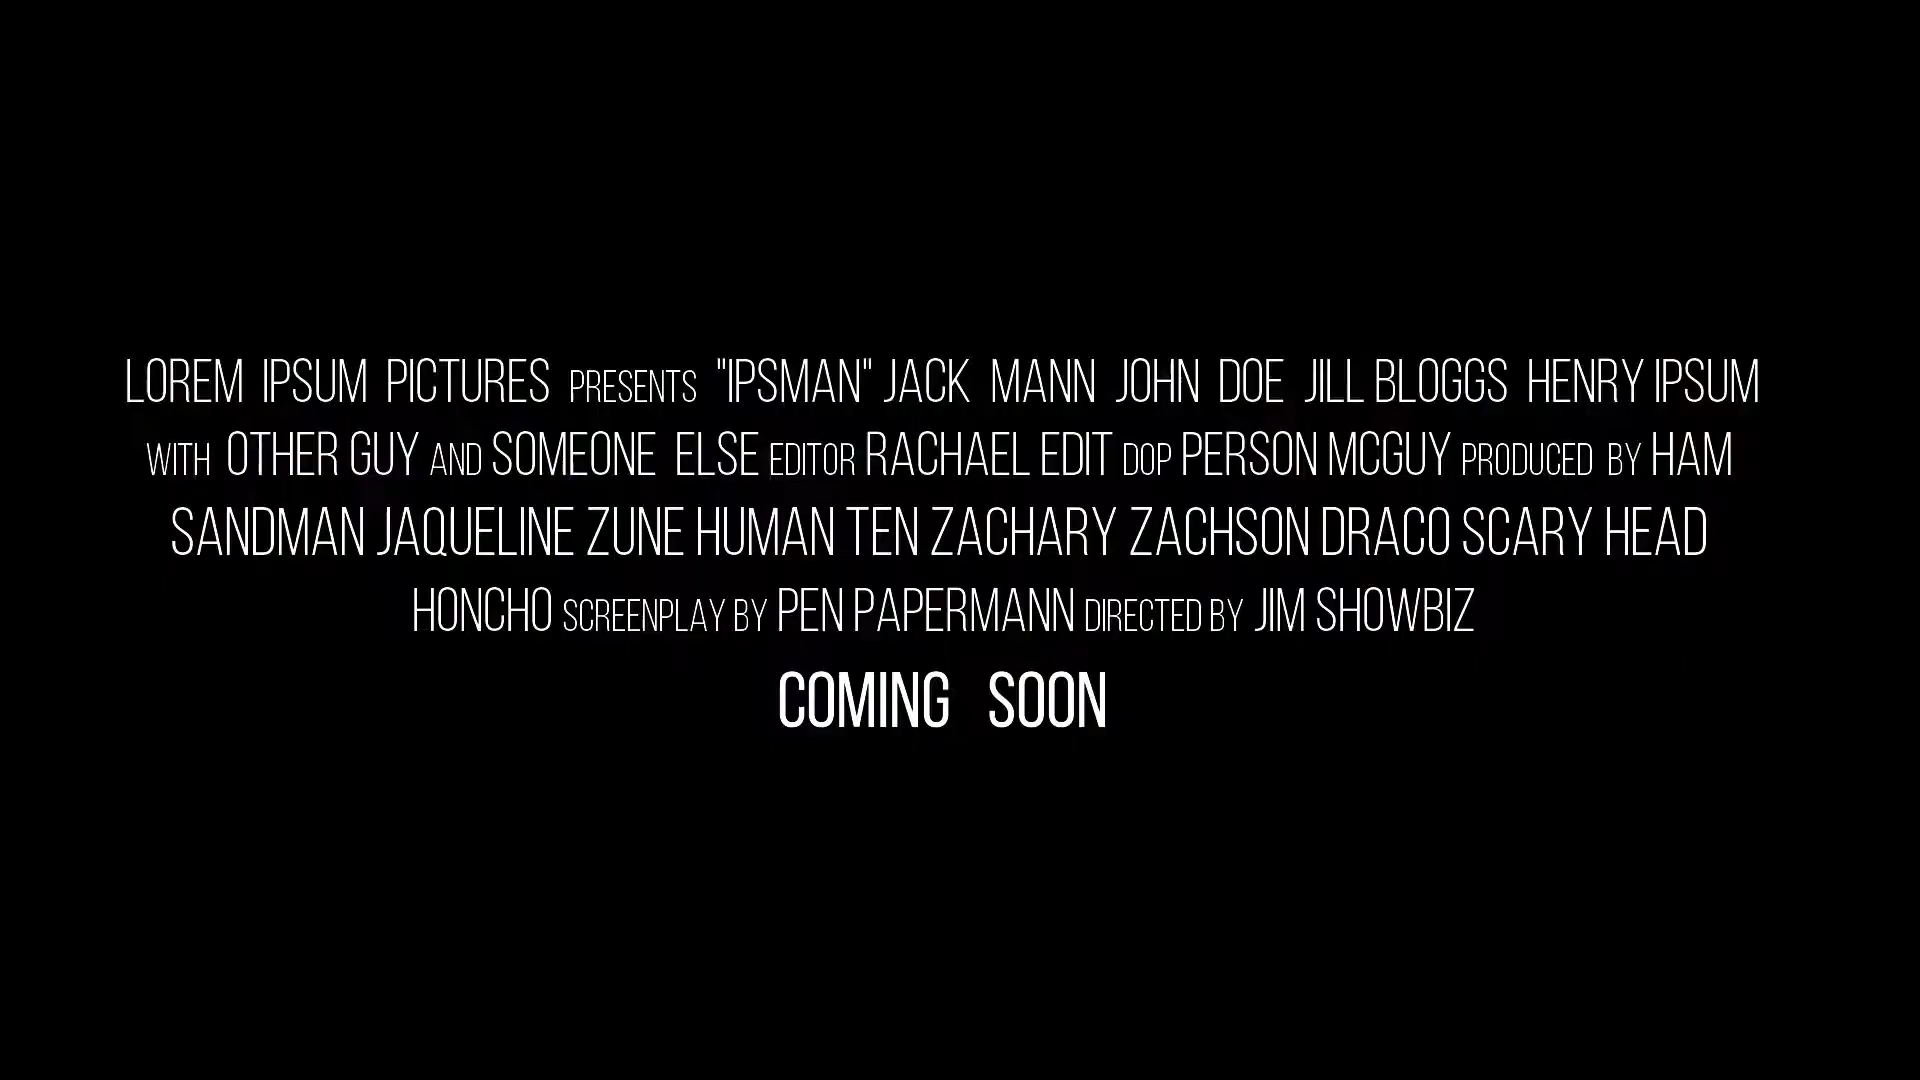 LOREM IPSUM PICTURES PRESENTS "IPSMAN" JACK MANN JOHN DOE JILL BLOGGS HENRY IPSUM
WITH OTHER GUY AND SOMEONE ELSE EDITOR RACHAEL EDIT DOP PERSON MCGUY PRODUCED BY HAM
SANDMAN JAQUELINE ZUNE HUMAN TEN ZACHARY ZACHSON DRACO SCARY HEAD
HONCHO SCREENPLAY BY PEN PAPERMANN DIRECTED BY JIM SHOWBIZ
COMING SOON